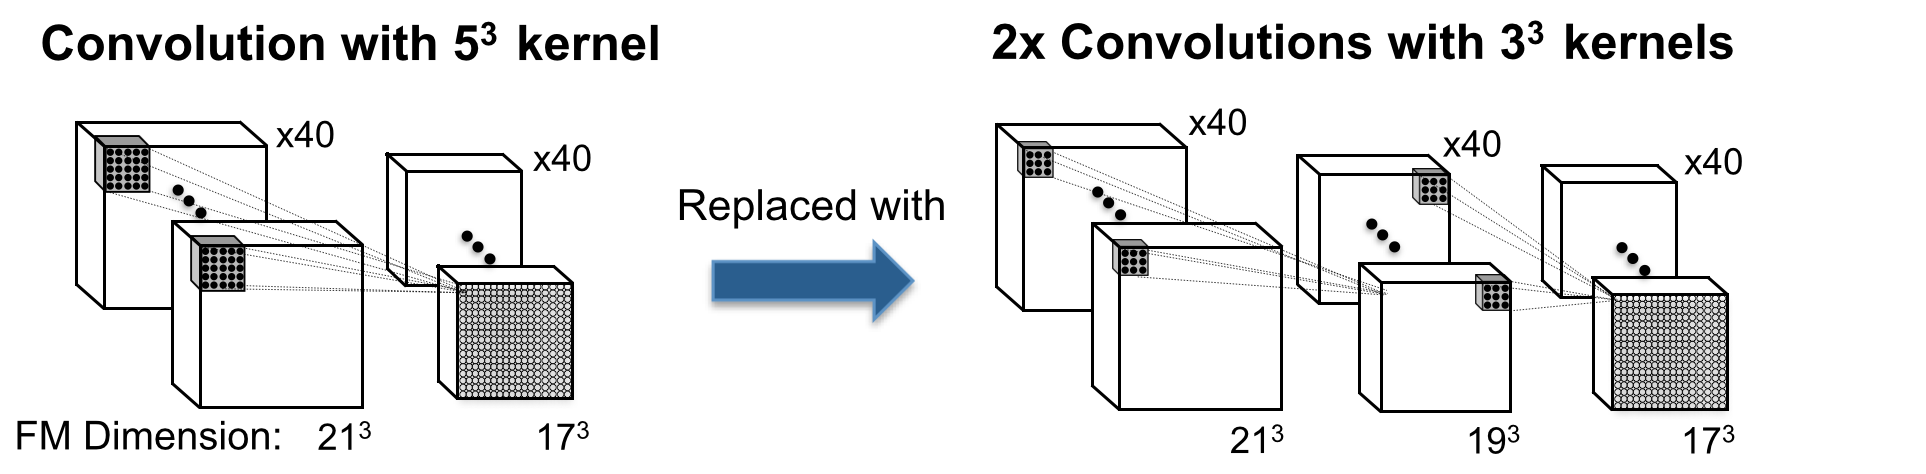 Convolution with 5³ kernel
2x Convolutions with 3³ kernels
x40
x40
Replaced with
x40
x40
x40
FM Dimension: 21³ 17³
21³ 19³ 17³